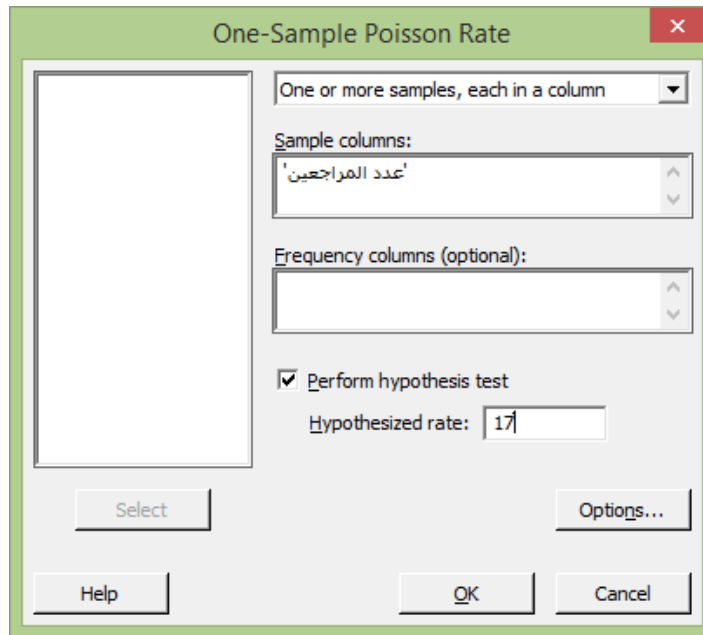 One-Sample Poisson Rate
One or more samples, each in a column
Sample columns:
'عدد المراجعين'
Frequency columns (optional):
Perform hypothesis test
Hypothesized rate: 17
Select
Options...
Help
OK
Cancel